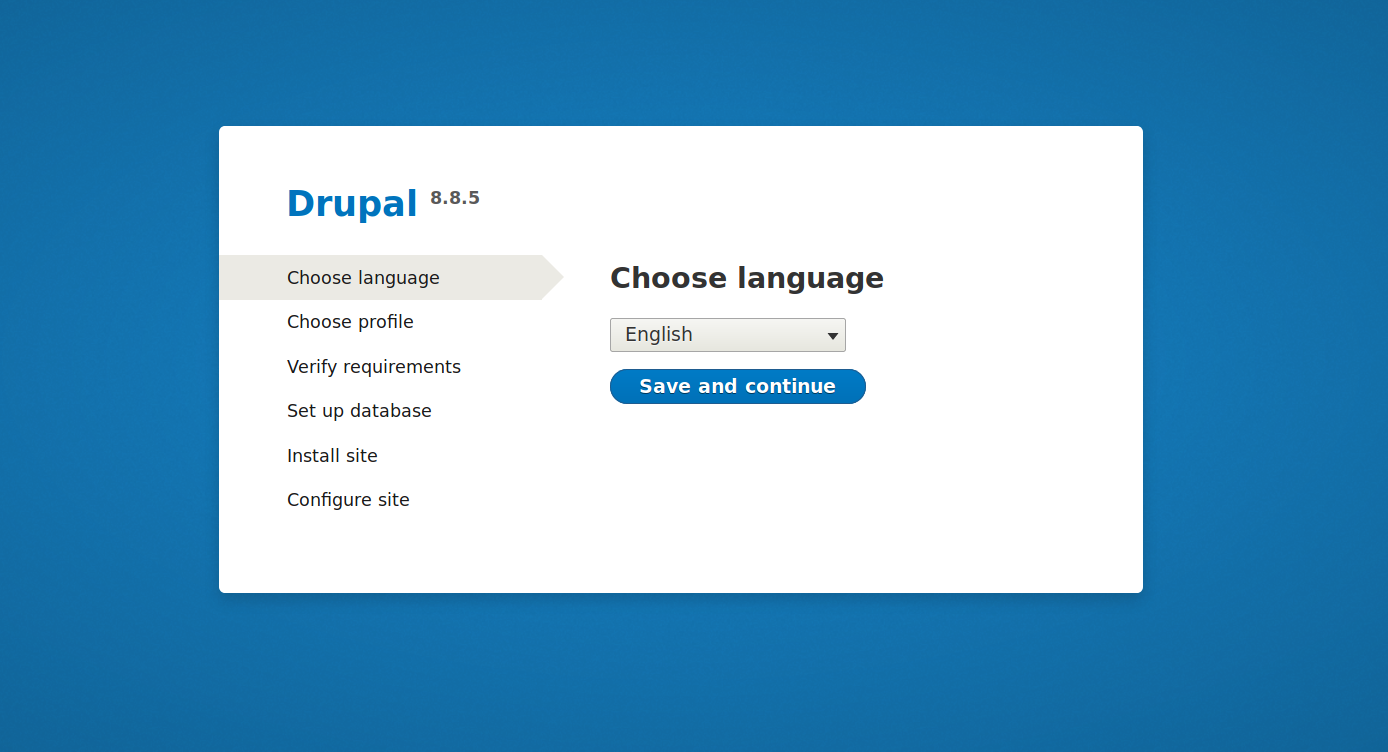 Drupal 8.8.5
Choose language
Choose profile
Verify requirements
Set up database
Install site
Configure site
Choose language
English
Save and continue